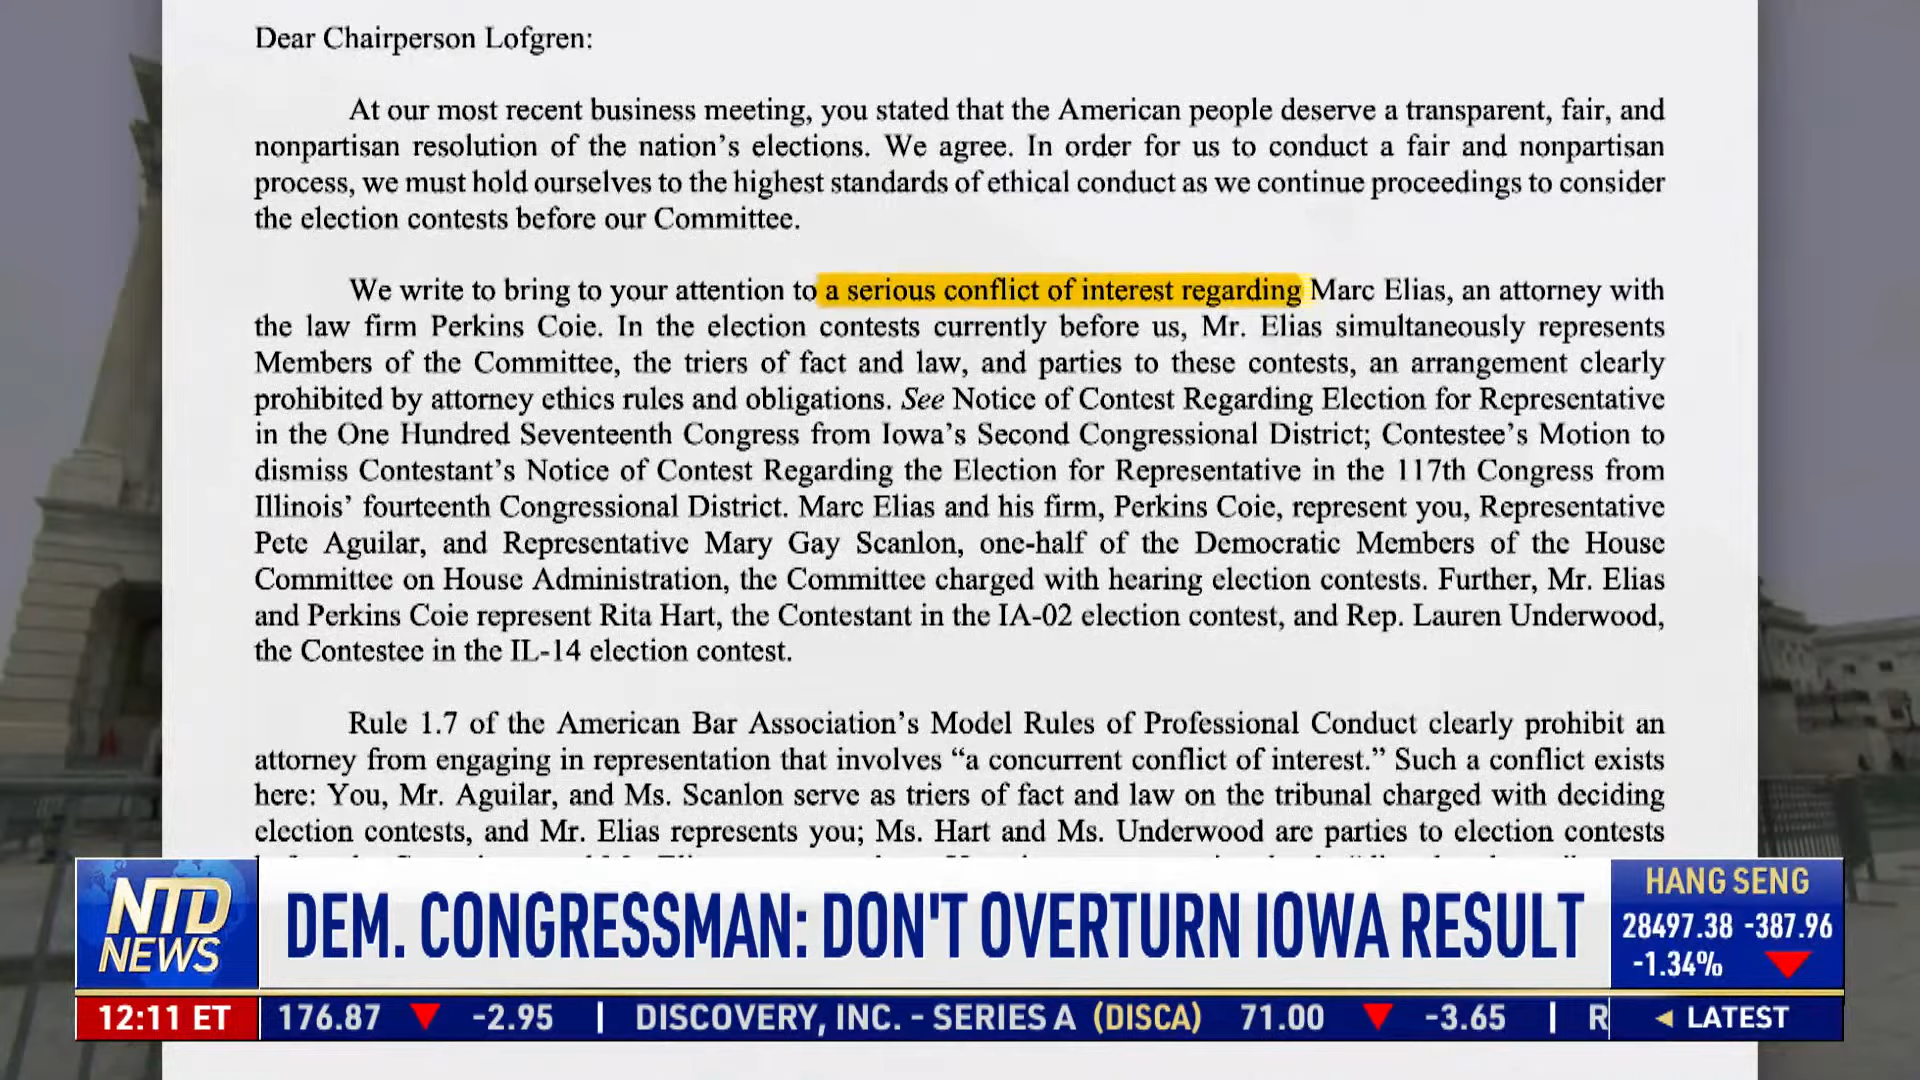 Dear Chairperson Lofgren:
At our most recent business meeting, you stated that the American people deserve a transparent, fair, and
nonpartisan resolution of the nation's elections. We agree. In order for us to conduct a fair and nonpartisan
process, we must hold ourselves to the highest standards of ethical conduct as we continue proceedings to consider
the election contests before our Committee.
We write to bring to your attention to a serious conflict of interest regarding Marc Elias, an attorney with
the law firm Perkins Coie. In the election contests currently before us, Mr. Elias simultaneously represents
Members of the Committee, the triers of fact and law, and parties to these contests, an arrangement clearly
prohibited by attorney ethics rules and obligations. See Notice of Contest Regarding Election for Representative
in the One Hundred Seventeenth Congress from Iowa's Second Congressional District; Contestee's Motion to
dismiss Contestant's Notice of Contest Regarding the Election for Representative in the 117th Congress from
Illinois' fourteenth Congressional District. Marc Elias and his firm, Perkins Coie, represent you, Representative
Pete Aguilar, and Representative Mary Gay Scanlon, one-half of the Democratic Members of the House
Committee on House Administration, the Committee charged with hearing election contests. Further, Mr. Elias
and Perkins Coie represent Rita Hart, the Contestant in the IA-02 election contest, and Rep. Lauren Underwood,
the Contestee in the IL-14 election contest.
Rule 1.7 of the American Bar Association's Model Rules of Professional Conduct clearly prohibit an
attorney from engaging in representation that involves “a concurrent conflict of interest.” Such a conflict exists
here: You, Mr. Aguilar, and Ms. Scanlon serve as triers of fact and law on the tribunal charged with deciding
election contests, and Mr. Elias represents you; Ms. Hart and Ms. Underwood are parties to election contests
NTD
NEWS
DEM. CONGRESSMAN: DON'T OVERTURN IOWA RESULT
HANG SENG
28497.38 -387.96
-1.34%
12:11 ET 176.87 ▼ -2.95 | DISCOVERY, INC. - SERIES A (DISCA) 71.00 ▼ -3.65 | R ◄ LATEST